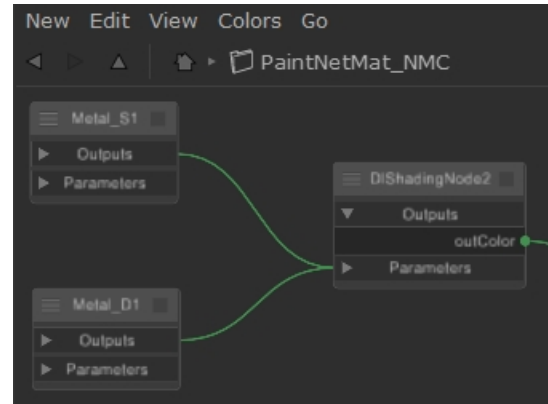 New Edit View Colors Go
PaintNetMat_NMC
Metal_S1
Outputs
Parameters
DlShadingNode2
Outputs
outColor
Parameters
Metal_D1
Outputs
Parameters